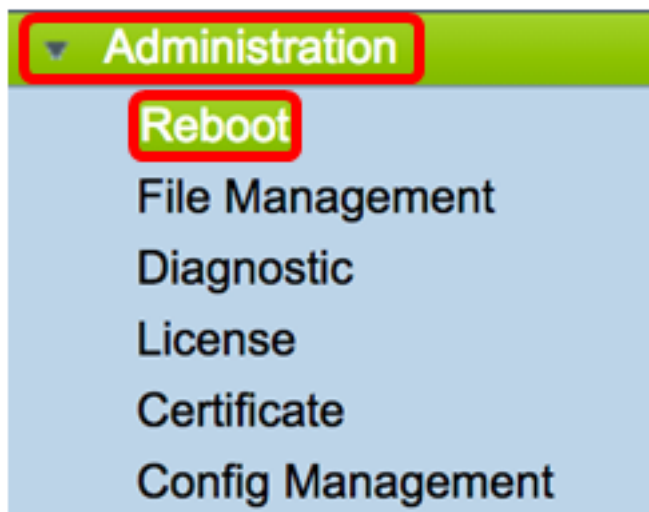 Administration
Reboot
File Management
Diagnostic
License
Certificate
Config Management